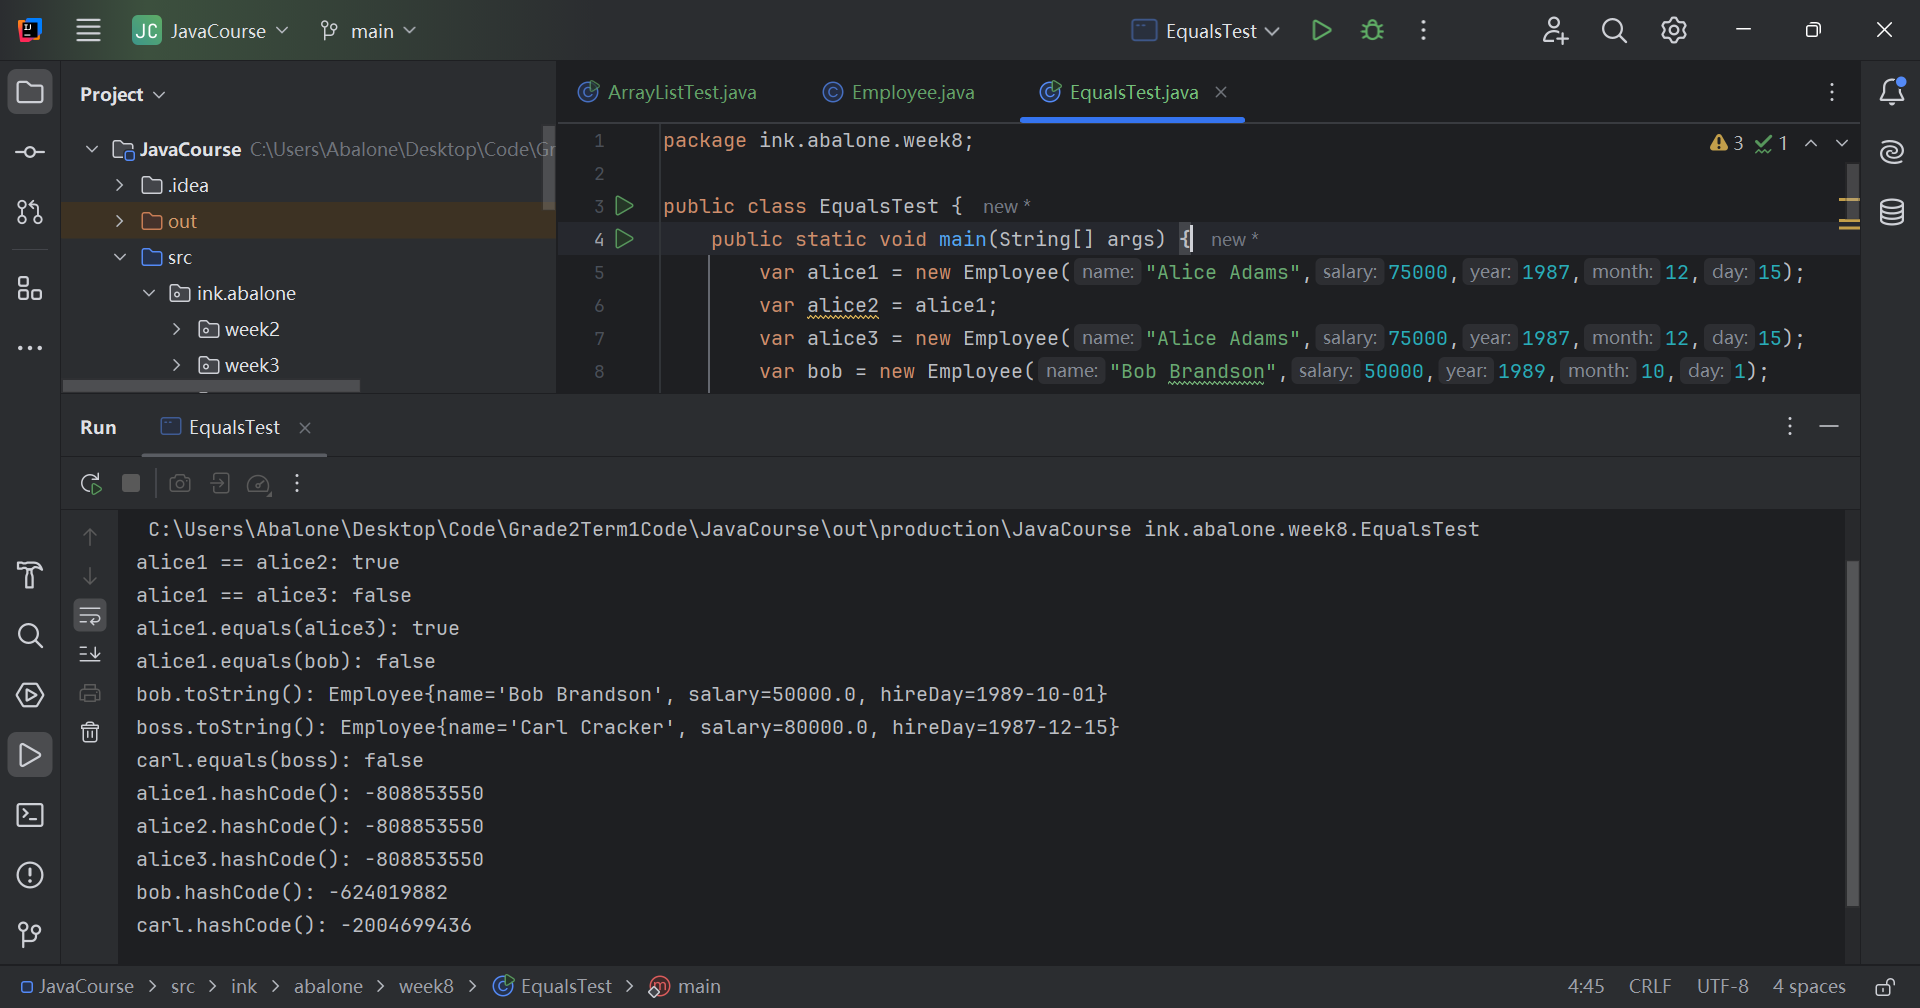 JC JavaCourse main EqualsTest
Project
ArrayListTest.java Employee.java EqualsTest.java
JavaCourse C:\Users\Abalone\Desktop\Code\Gr
.idea
out
src
ink.abalone
week2
week3
3 1
1 package ink.abalone.week8;
2
3 public class EqualsTest { new *
4 public static void main(String[] args) { new *
5 var alice1 = new Employee( name: "Alice Adams", salary: 75000, year: 1987, month: 12, day: 15);
6 var alice2 = alice1;
7 var alice3 = new Employee( name: "Alice Adams", salary: 75000, year: 1987, month: 12, day: 15);
8 var bob = new Employee( name: "Bob Brandson", salary: 50000, year: 1989, month: 10, day: 1);
Run EqualsTest
C:\Users\Abalone\Desktop\Code\Grade2Term1Code\JavaCourse\out\production\JavaCourse ink.abalone.week8.EqualsTest
alice1 == alice2: true
alice1 == alice3: false
alice1.equals(alice3): true
alice1.equals(bob): false
bob.toString(): Employee{name='Bob Brandson', salary=50000.0, hireDay=1989-10-01}
boss.toString(): Employee{name='Carl Cracker', salary=80000.0, hireDay=1987-12-15}
carl.equals(boss): false
alice1.hashCode(): -808853550
alice2.hashCode(): -808853550
alice3.hashCode(): -808853550
bob.hashCode(): -624019882
carl.hashCode(): -2004699436
JavaCourse > src > ink > abalone > week8 > EqualsTest > main 4:45 CRLF UTF-8 4 spaces